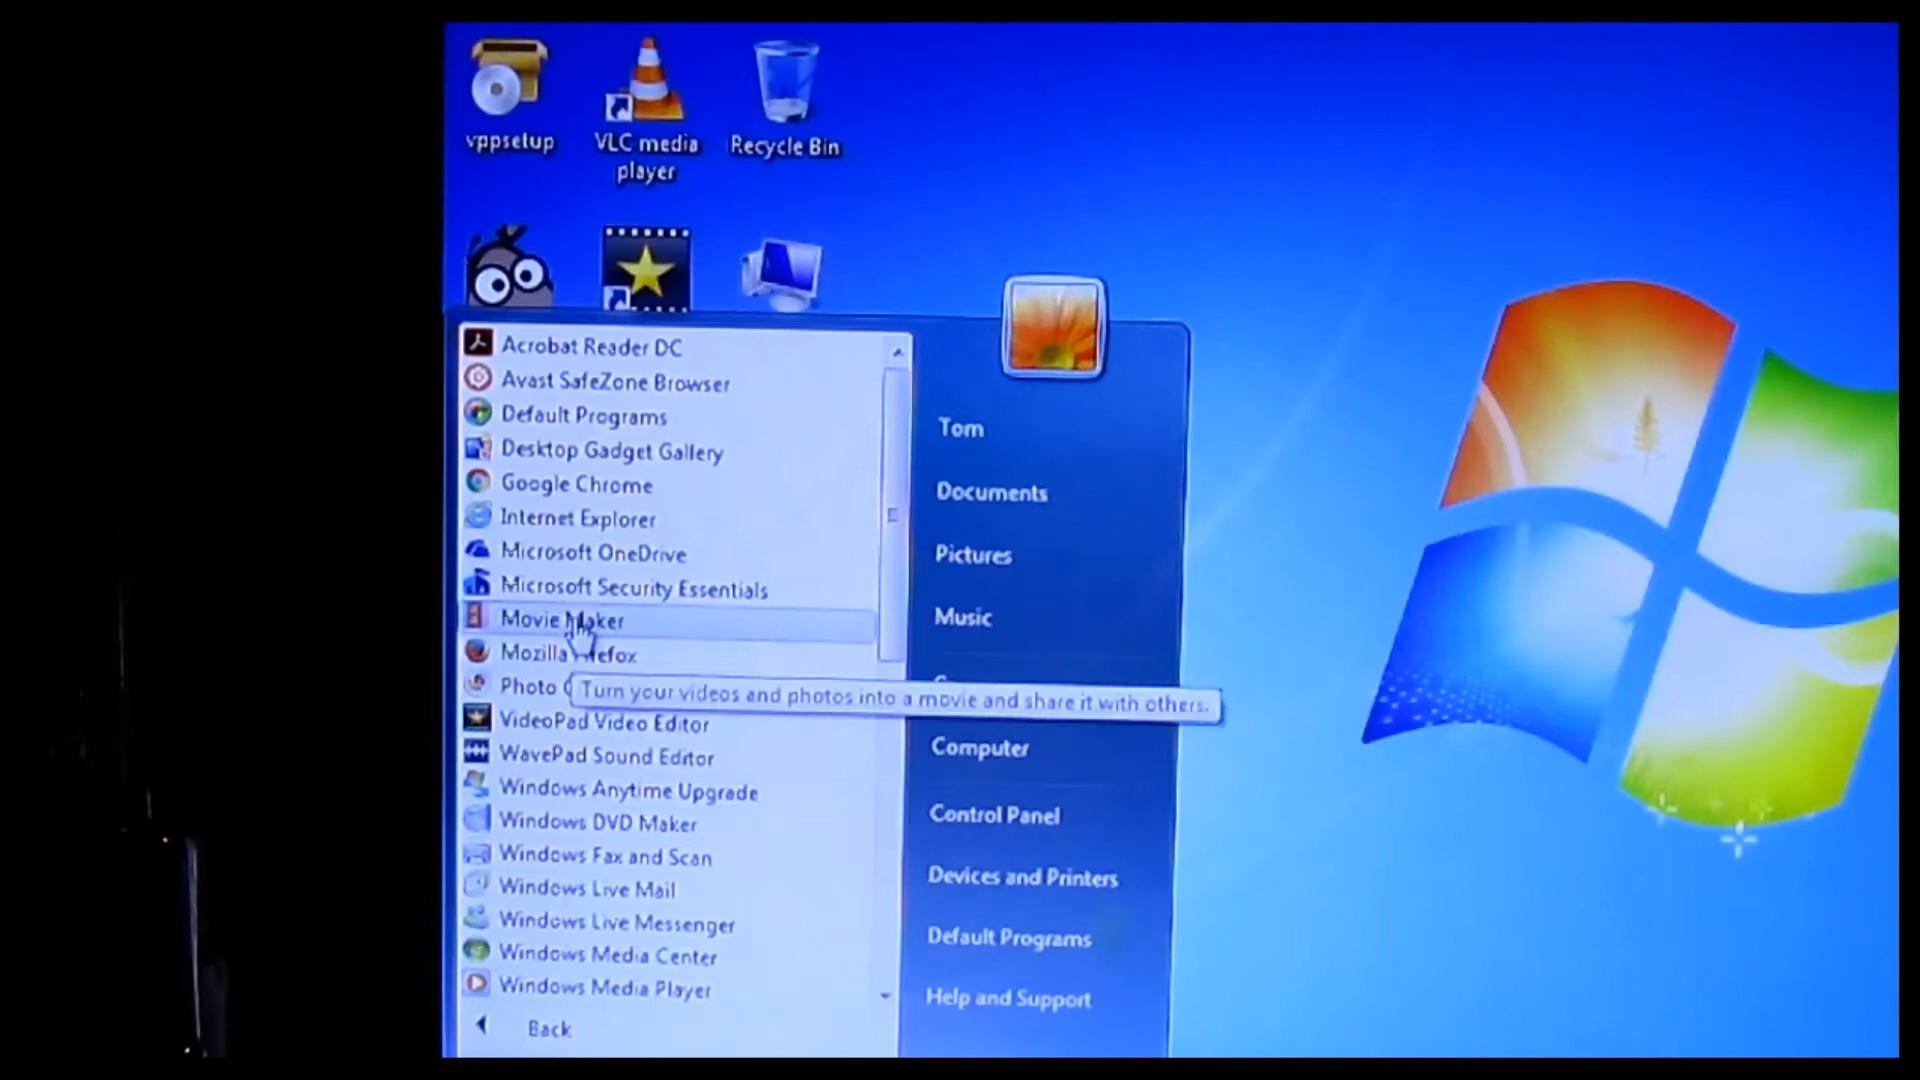 vppsetup
VLC media
player
Recycle Bin
Acrobat Reader DC
Avast SafeZone Browser
Default Programs
Desktop Gadget Gallery
Google Chrome
Internet Explorer
Microsoft OneDrive
Microsoft Security Essentials
Movie Maker
Mozilla Firefox
Photo
Turn your videos and photos into a movie and share it with others.
VideoPad Video Editor
WavePad Sound Editor
Windows Anytime Upgrade
Windows DVD Maker
Windows Fax and Scan
Windows Live Mail
Windows Live Messenger
Windows Media Center
Windows Media Player
Back
Tom
Documents
Pictures
Music
Computer
Control Panel
Devices and Printers
Default Programs
Help and Support